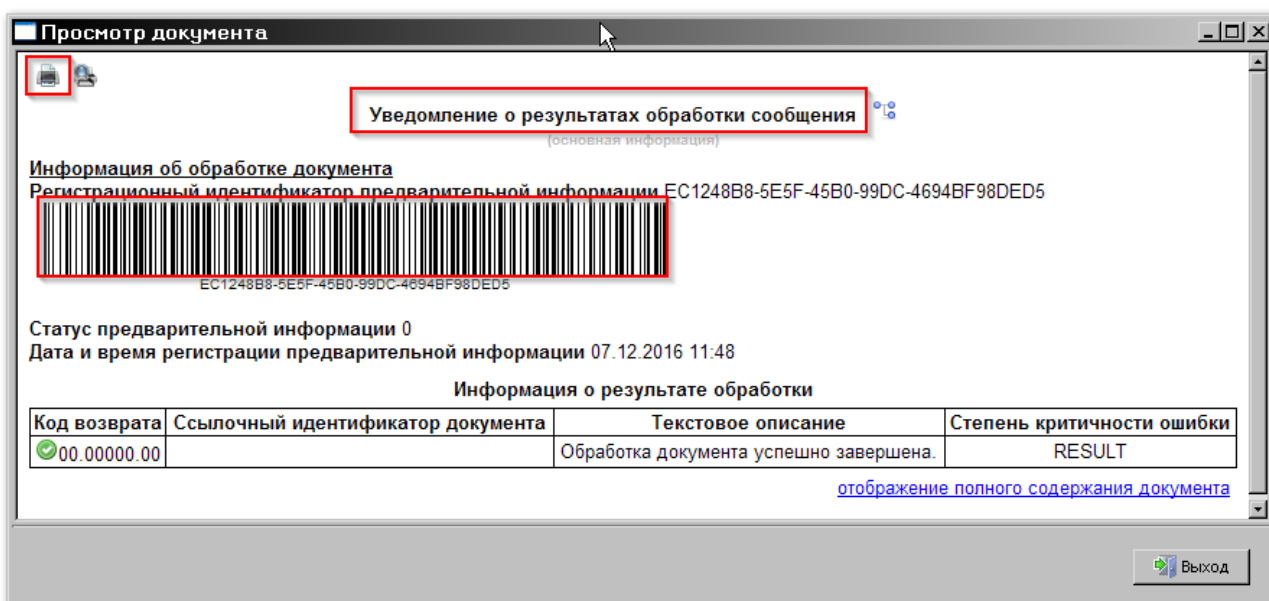 Просмотр документа
Уведомление о результатах обработки сообщения
(основная информация)
Информация об обработке документа
Регистрационный идентификатор предварительной информации EC1248B8-5E5F-45B0-99DC-4694BF98DED5
EC1248B8-5E5F-45B0-99DC-4694BF98DED5
Статус предварительной информации 0
Дата и время регистрации предварительной информации 07.12.2016 11:48
Информация о результате обработки
Код возврата Ссылочный идентификатор документа Текстовое описание Степень критичности ошибки
00.00000.00 Обработка документа успешно завершена. RESULT
отображение полного содержания документа
Выход